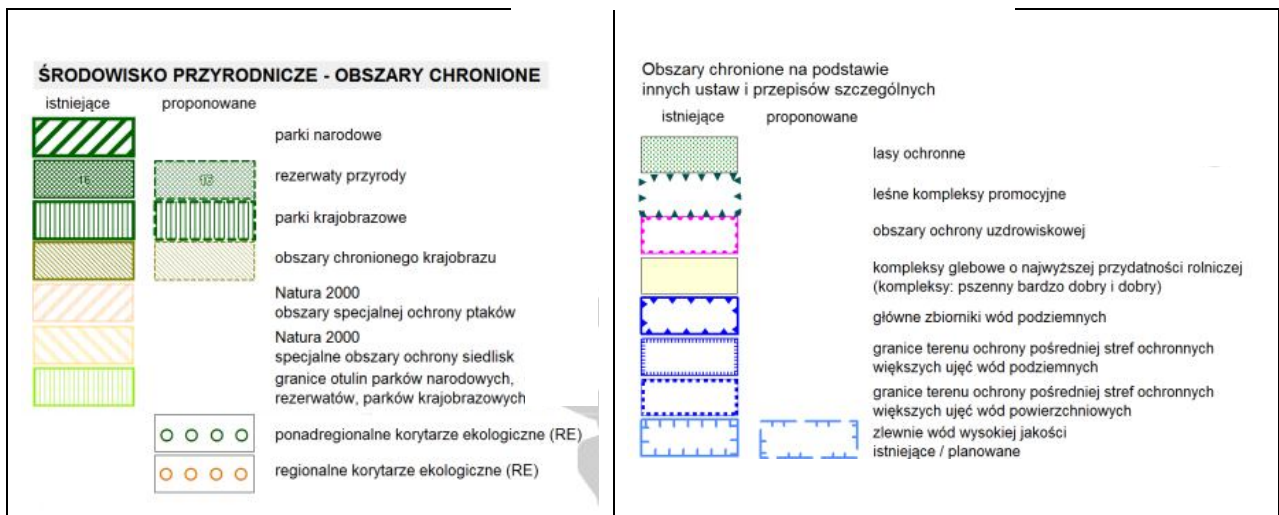 ŚRODOWISKO PRZYRODNICZE - OBSZARY CHRONIONE
istniejące proponowane
parki narodowe
16 15 rezerwaty przyrody
parki krajobrazowe
obszary chronionego krajobrazu
Natura 2000
obszary specjalnej ochrony ptaków
Natura 2000
specjalne obszary ochrony siedlisk
granice otulin parków narodowych,
rezerwatów, parków krajobrazowych
ponadregionalne korytarze ekologiczne (RE)
regionalne korytarze ekologiczne (RE)
Obszary chronione na podstawie
innych ustaw i przepisów szczególnych
istniejące proponowane
lasy ochronne
leśne kompleksy promocyjne
obszary ochrony uzdrowiskowej
kompleksy glebowe o najwyższej przydatności rolniczej
(kompleksy: pszenny bardzo dobry i dobry)
główne zbiorniki wód podziemnych
granice terenu ochrony pośredniej stref ochronnych
większych ujęć wód podziemnych
granice terenu ochrony pośredniej stref ochronnych
większych ujęć wód powierzchniowych
zlewnie wód wysokiej jakości
istniejące / planowane